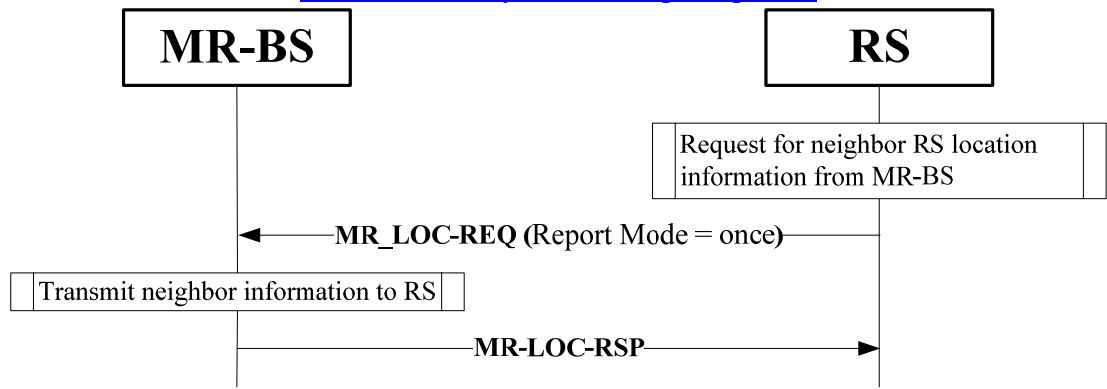 MR-BS
RS
Request for neighbor RS location
information from MR-BS
MR_LOC-REQ (Report Mode = once)
Transmit neighbor information to RS
MR-LOC-RSP